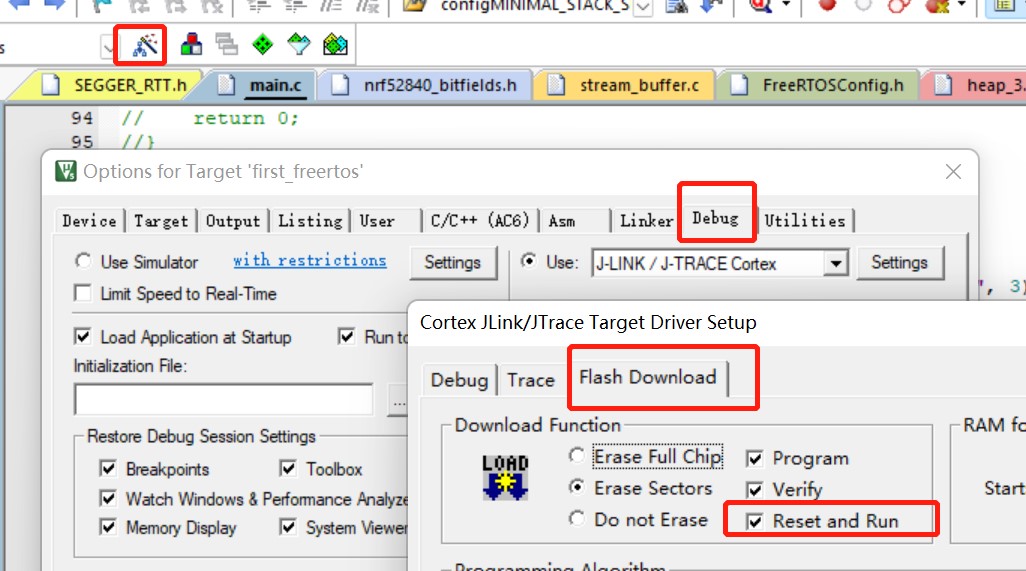 configMINIMAL_STACK_S
s
SEGGER_RTT.h main.c nrf52840_bitfields.h stream_buffer.c FreeRTOSConfig.h heap_3.
94 // return 0;
95 //}
Options for Target 'first_freertos'
Device Target Output Listing User C/C++ (AC6) Asm Linker Debug Utilities
Use Simulator with restrictions Settings Use: J-LINK / J-TRACE Cortex Settings
Limit Speed to Real-Time
", 3)
Cortex JLink/JTrace Target Driver Setup
Load Application at Startup Run to
Initialization File:
...
Debug Trace Flash Download
Restore Debug Session Settings
Breakpoints Toolbox
Watch Windows & Performance Analyze
Memory Display System Viewer
Download Function RAM fo
LOAD Erase Full Chip Program
Erase Sectors Verify Start
Do not Erase Reset and Run
Programming Algorithm